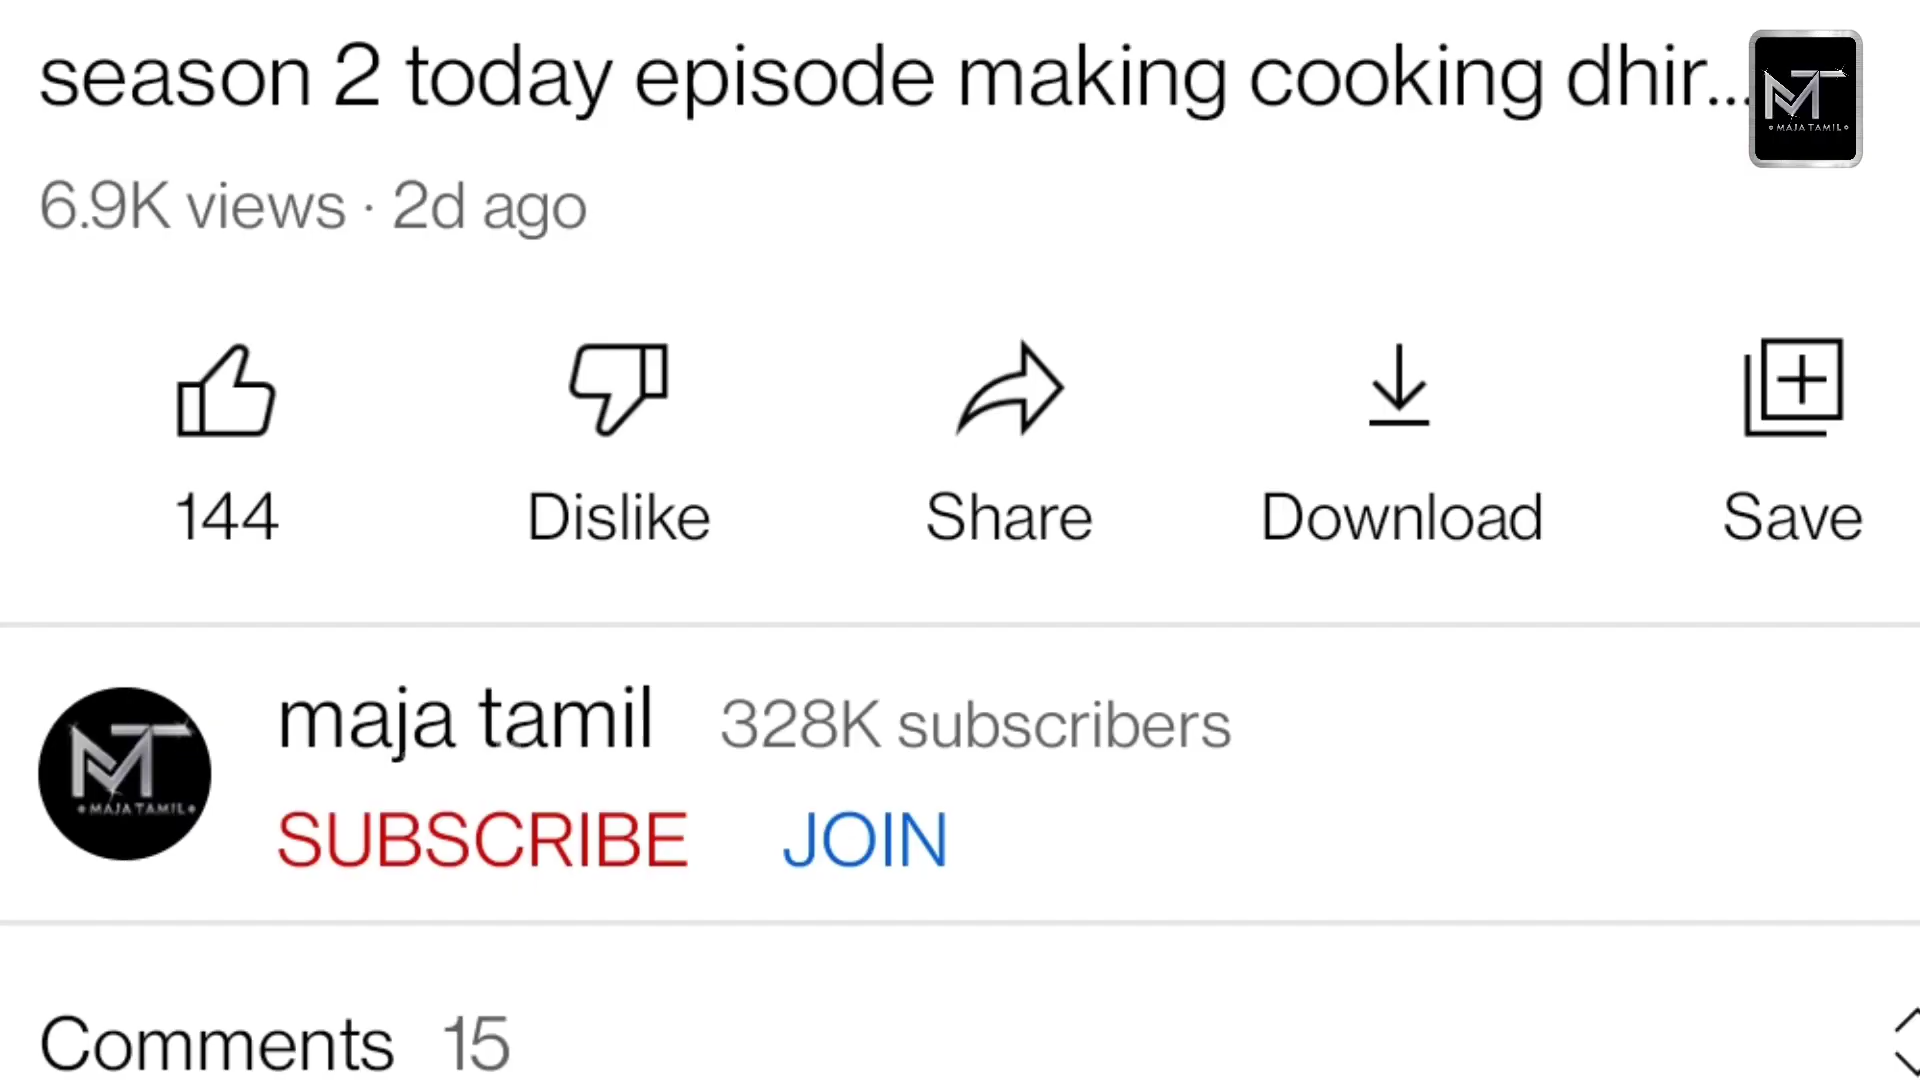 season 2 today episode making cooking dhir...
MT
MAJA TAMIL
6.9K views · 2d ago
144
Dislike
Share
Download
Save
maja tamil 328K subscribers
MT
MAJA TAMIL
SUBSCRIBE JOIN
Comments 15